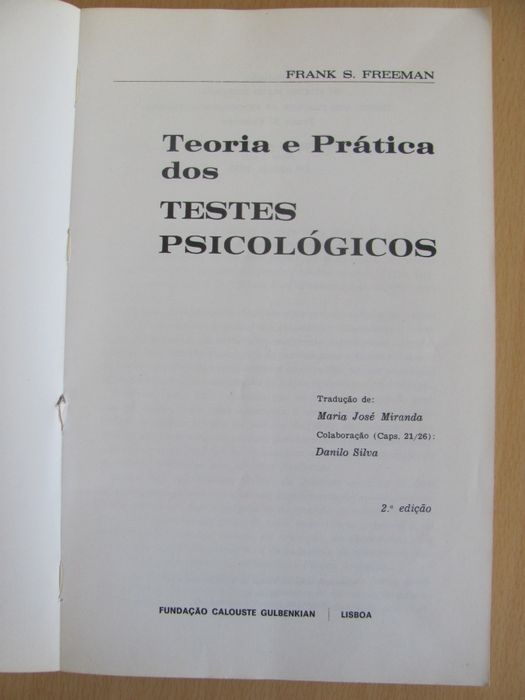 FRANK S. FREEMAN
Teoria e Prática
dos
TESTES
PSICOLÓGICOS
Tradução de:
Maria José Miranda
Colaboração (Caps. 21/26):
Danilo Silva
2.ª edição
FUNDAÇÃO CALOUSTE GULBENKIAN | LISBOA